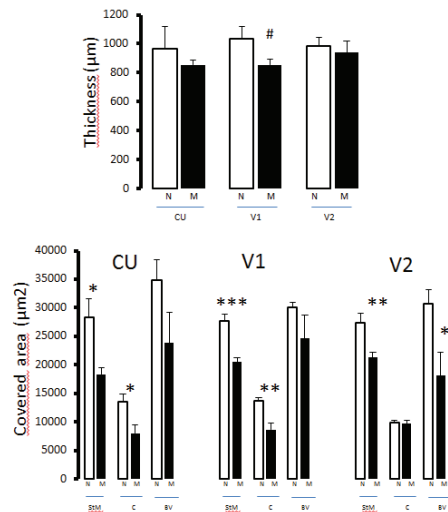 Thickness (µm)
1200
1000
800
600
400
200
0
#
N M N M N M
CU V1 V2
Covered area (µm2)
40000
35000
30000
25000
20000
15000
10000
5000
0
CU V1 V2
* * *** ** ** *
N M N M N M N M N M N M N M N M N M
StM C BV StM C BV StM C BV